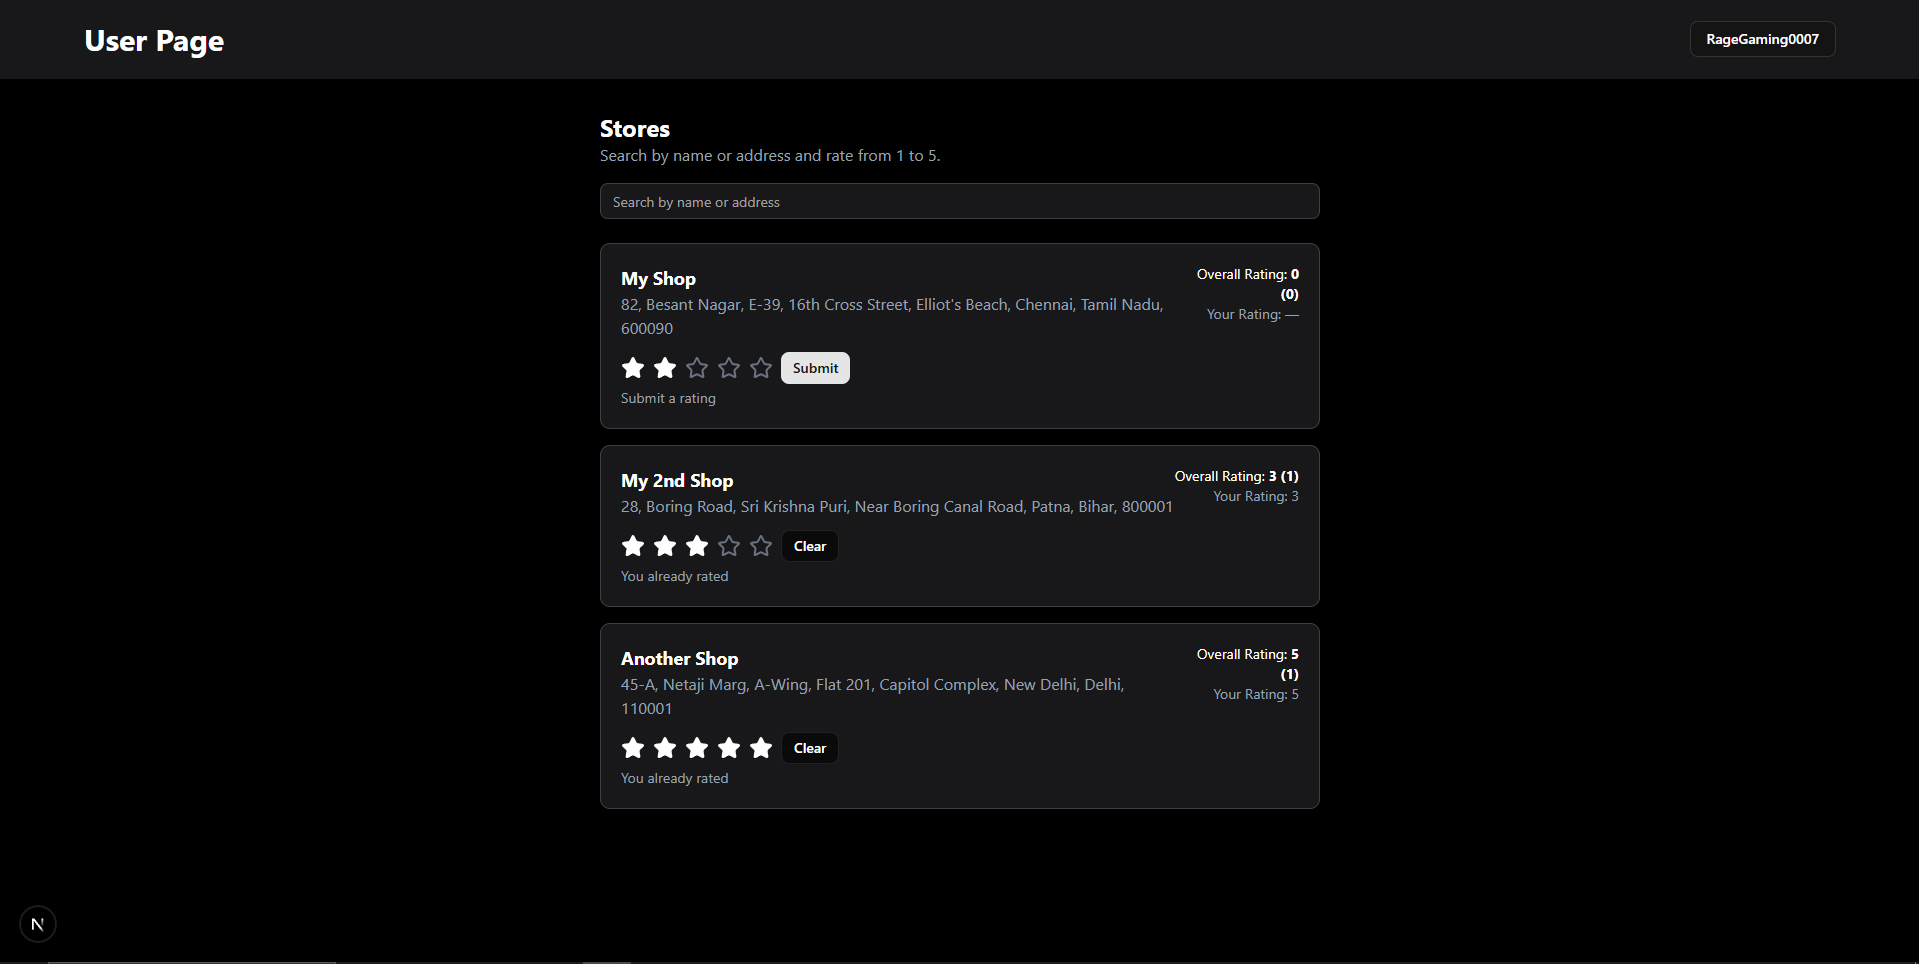 User Page
RageGaming0007
Stores
Search by name or address and rate from 1 to 5.
Search by name or address
My Shop
82, Besant Nagar, E-39, 16th Cross Street, Elliot's Beach, Chennai, Tamil Nadu,
600090
Overall Rating: 0
(0)
Your Rating: —
Submit
Submit a rating
My 2nd Shop
28, Boring Road, Sri Krishna Puri, Near Boring Canal Road, Patna, Bihar, 800001
Overall Rating: 3 (1)
Your Rating: 3
Clear
You already rated
Another Shop
45-A, Netaji Marg, A-Wing, Flat 201, Capitol Complex, New Delhi, Delhi,
110001
Overall Rating: 5
(1)
Your Rating: 5
Clear
You already rated
N